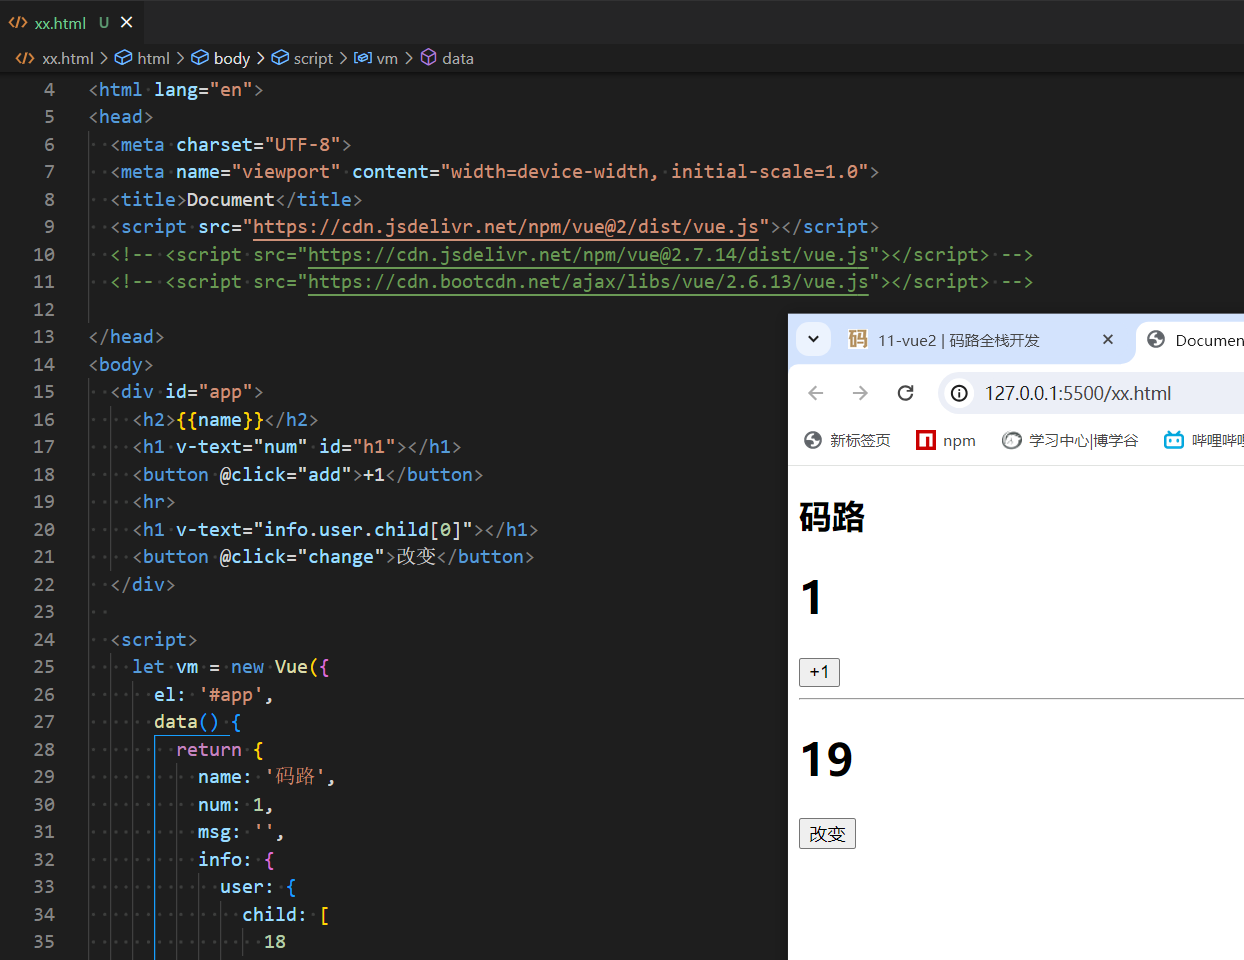 xx.html U
xx.html > html > body > script > vm > data
4 <html lang="en">
5 <head>
6 <meta charset="UTF-8">
7 <meta name="viewport" content="width=device-width, initial-scale=1.0">
8 <title>Document</title>
9 <script src="https://cdn.jsdelivr.net/npm/vue@2/dist/vue.js"></script>
10 <!-- <script src="https://cdn.jsdelivr.net/npm/vue@2.7.14/dist/vue.js"></script> -->
11 <!-- <script src="https://cdn.bootcdn.net/ajax/libs/vue/2.6.13/vue.js"></script> -->
12
13 </head>
14 <body>
15 <div id="app">
16 <h2>{{name}}</h2>
17 <h1 v-text="num" id="h1"></h1>
18 <button @click="add">+1</button>
19 <hr>
20 <h1 v-text="info.user.child[0]"></h1>
21 <button @click="change">改变</button>
22 </div>
23
24 <script>
25 let vm = new Vue({
26 el: '#app',
27 data() {
28 return {
29 name: '码路',
30 num: 1,
31 msg: '',
32 info: {
33 user: {
34 child: [
35 18
码 11-vue2 | 码路全栈开发
Documen
127.0.0.1:5500/xx.html
新标签页 npm 学习中心|博学谷 哔哩哔哩
码路
1
+1
19
改变